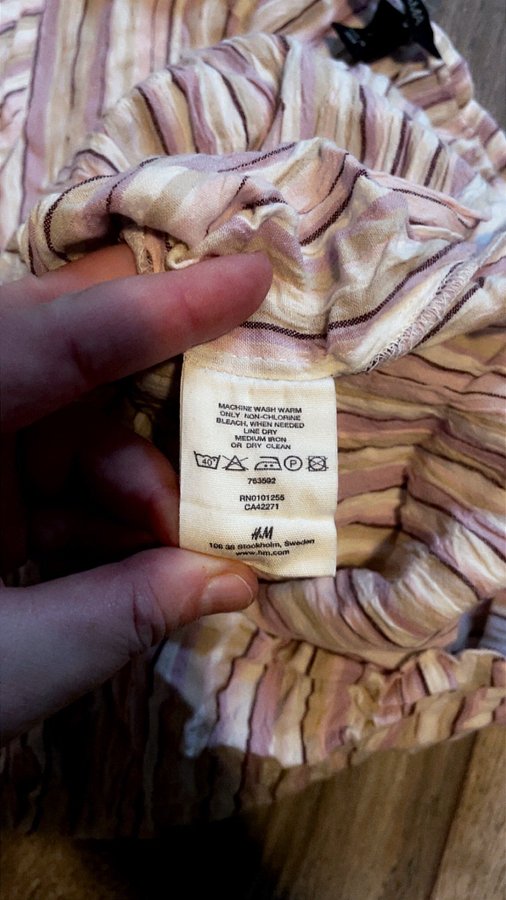 MACHINE WASH WARM
ONLY NON-CHLORINE
BLEACH, WHEN NEEDED
LINE DRY
MEDIUM IRON
OR DRY CLEAN
40 P
763592
RN0101255
CA42271
H&M
106 38 Stockholm, Sweden
www.hm.com